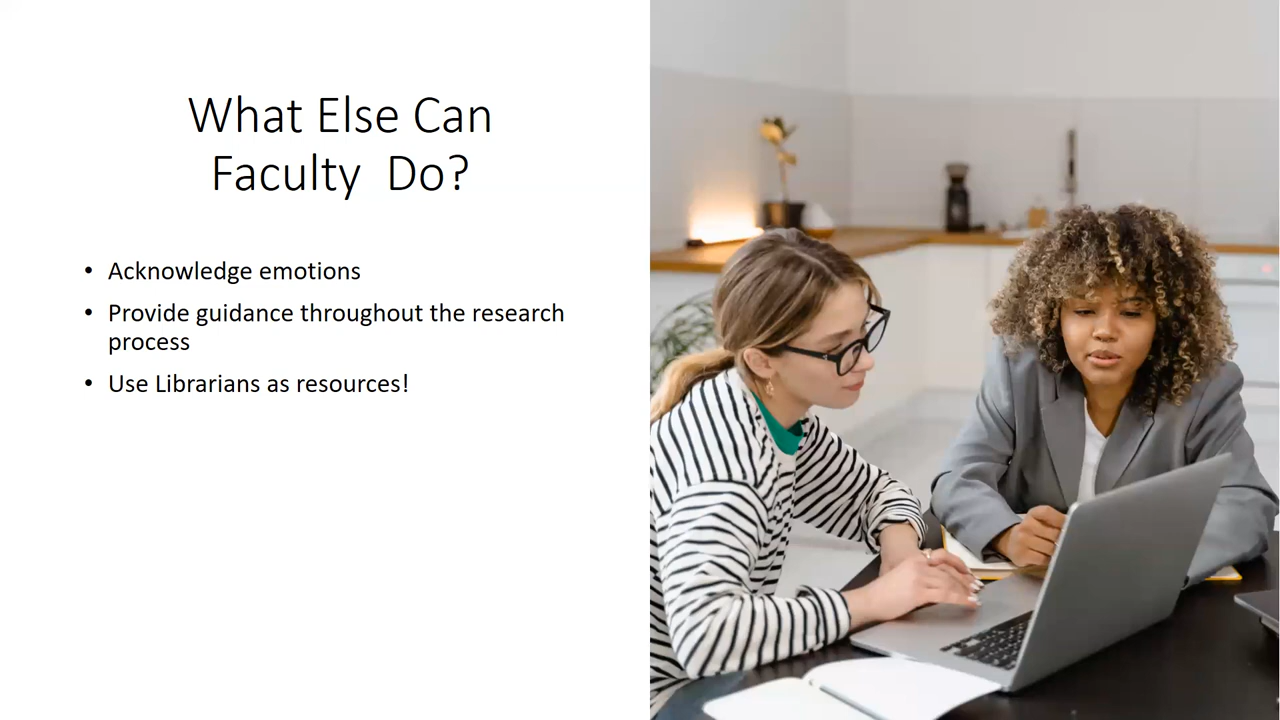 What Else Can
Faculty  Do?
• Acknowledge emotions
• Provide guidance throughout the research
process
• Use Librarians as resources!